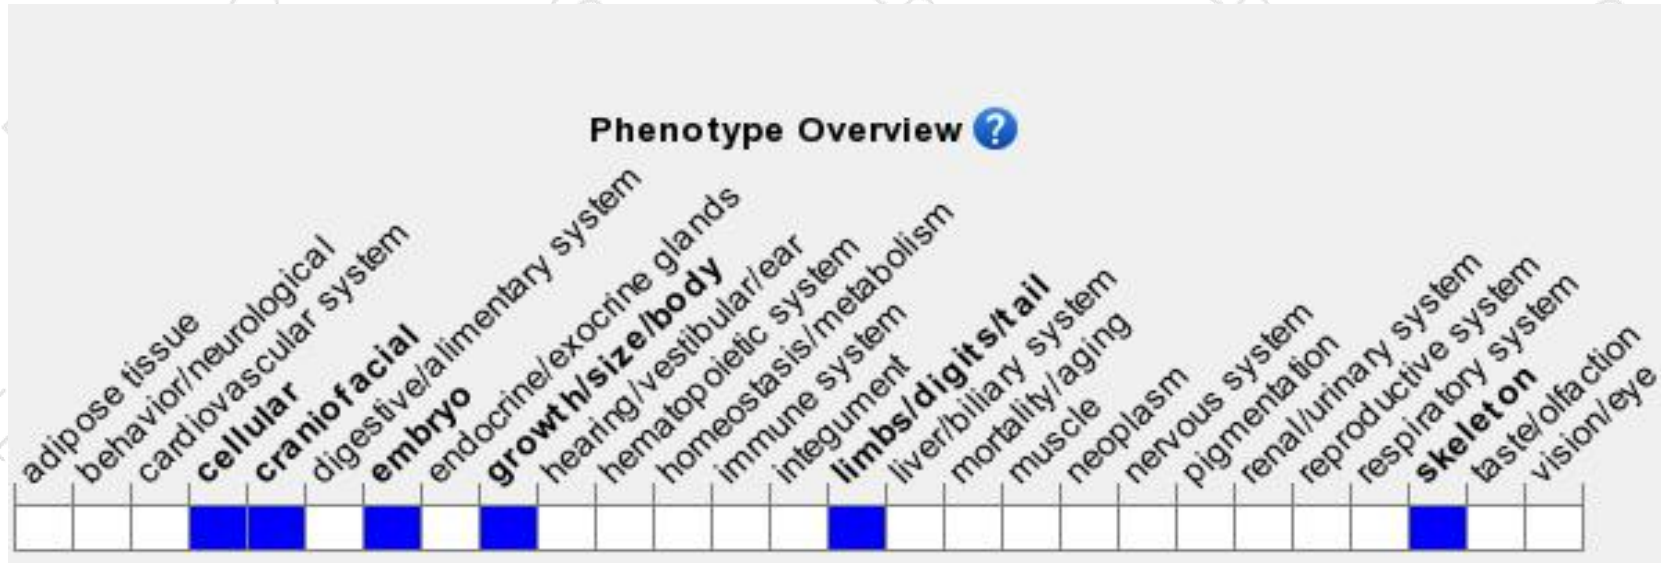 Phenotype Overview ?
adipose tissue
behavior/neurological
cardiovascular system
cellular
craniofacial
digestive/alimentary system
embryo
endocrine/exocrine glands
growth/size/body
hearing/vestibular/ear
hematopoietic system
homeostasis/metabolism
immune system
integument
limbs/digits/tail
liver/biliary system
mortality/aging
muscle
neoplasm
nervous system
pigmentation
renal/urinary system
reproductive system
respiratory system
skeleton
taste/olfaction
vision/eye